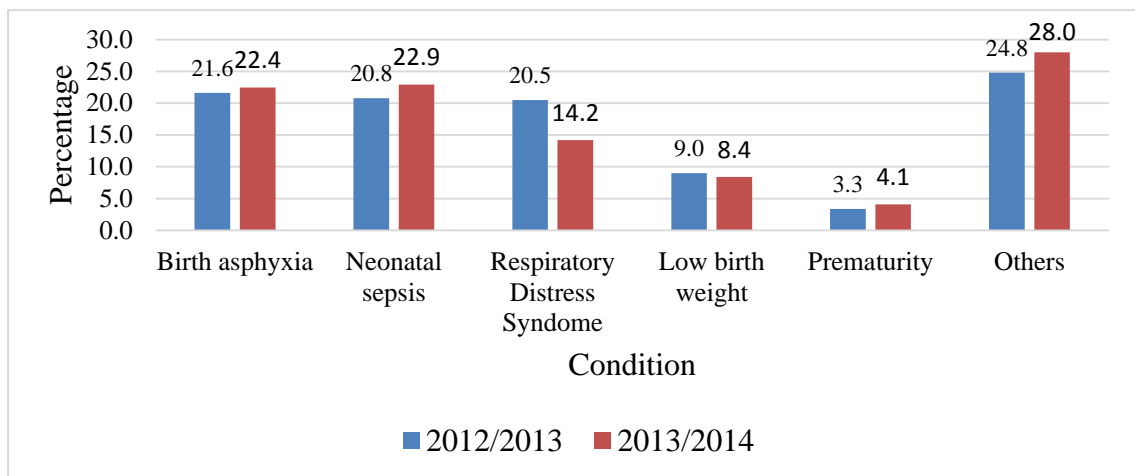 30.0
25.0
20.0
15.0
10.0
5.0
0.0
Percentage
21.6 22.4
20.8 22.9
20.5 14.2
9.0 8.4
3.3 4.1
24.8 28.0
Birth asphyxia
Neonatal
sepsis
Respiratory
Distress
Syndome
Low birth
weight
Prematurity
Others
Condition
2012/2013 2013/2014